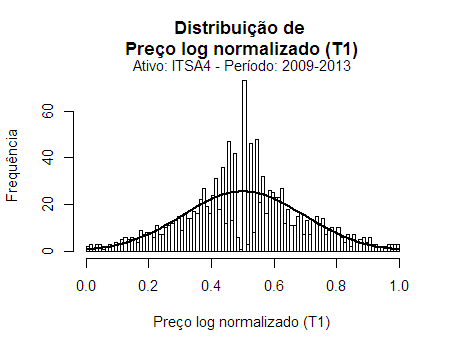 Distribuição de
Preço log normalizado (T1)
Ativo: ITSA4 - Período: 2009-2013
Frequência
60
40
20
0
0.0 0.2 0.4 0.6 0.8 1.0
Preço log normalizado (T1)